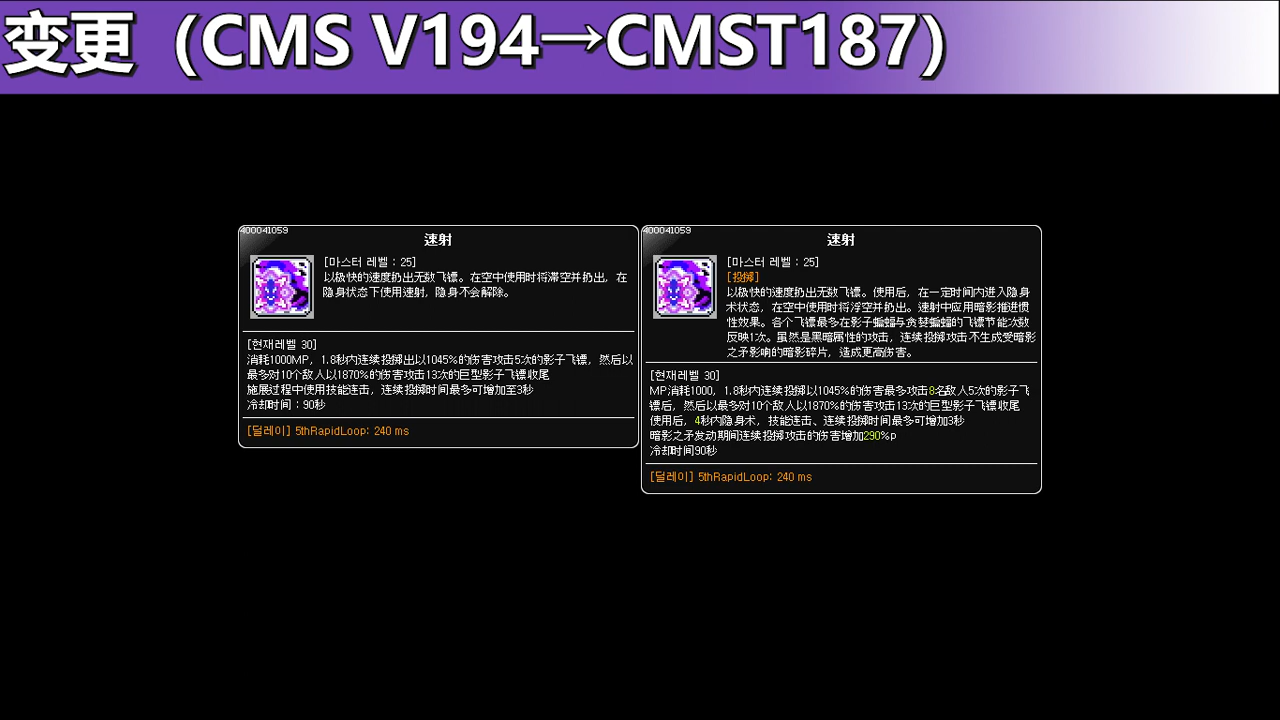 变更（CMS V194→CMST187）
400041059
速射
[마스터 레벨 : 25]
以极快的速度扔出无数飞镖。在空中使用时将滞空并扔出，在
隐身状态下使用速射，隐身不会解除。
[현재레벨 30]
消耗1000MP，1.8秒内连续投掷出以1045%的伤害攻击5次的影子飞镖，然后以
最多对10个敌人以1870%的伤害攻击13次的巨型影子飞镖收尾
施展过程中使用技能连击，连续投掷时间最多可增加至3秒
冷却时间：90秒
[딜레이] 5thRapidLoop: 240 ms
400041059
速射
[마스터 레벨 : 25]
[投掷]
以极快的速度扔出无数飞镖。使用后，在一定时间内进入隐身
术状态，在空中使用时将浮空并扔出。速射中应用暗影推进惯
性效果。各个飞镖最多在影子蝙蝠与贪婪蝙蝠的飞镖节能次数
反映1次。虽然是黑暗属性的攻击，连续投掷攻击不生成受暗影
之矛影响的暗影碎片，造成更高伤害。
[현재레벨 30]
MP消耗1000，1.8秒内连续投掷以1045%的伤害最多攻击8名敌人5次的影子飞
镖后，然后以最多对10个敌人以1870%的伤害攻击13次的巨型影子飞镖收尾
使用后，4秒内隐身术，技能连击、连续投掷时间最多可增加3秒
暗影之矛发动期间连续投掷攻击的伤害增加290%p
冷却时间90秒
[딜레이] 5thRapidLoop: 240 ms